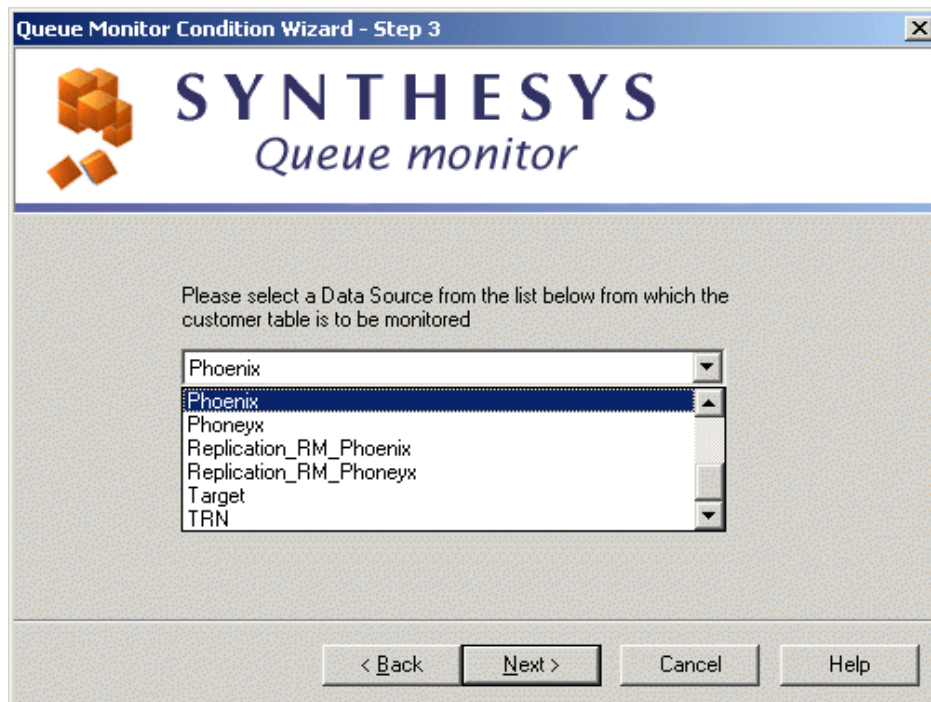 Queue Monitor Condition Wizard - Step 3
SYNTHESYS
Queue monitor
Please select a Data Source from the list below from which the
customer table is to be monitored
Phoenix
Phoenix
Phoneyx
Replication_RM_Phoenix
Replication_RM_Phoneyx
Target
TRN
< Back Next > Cancel Help